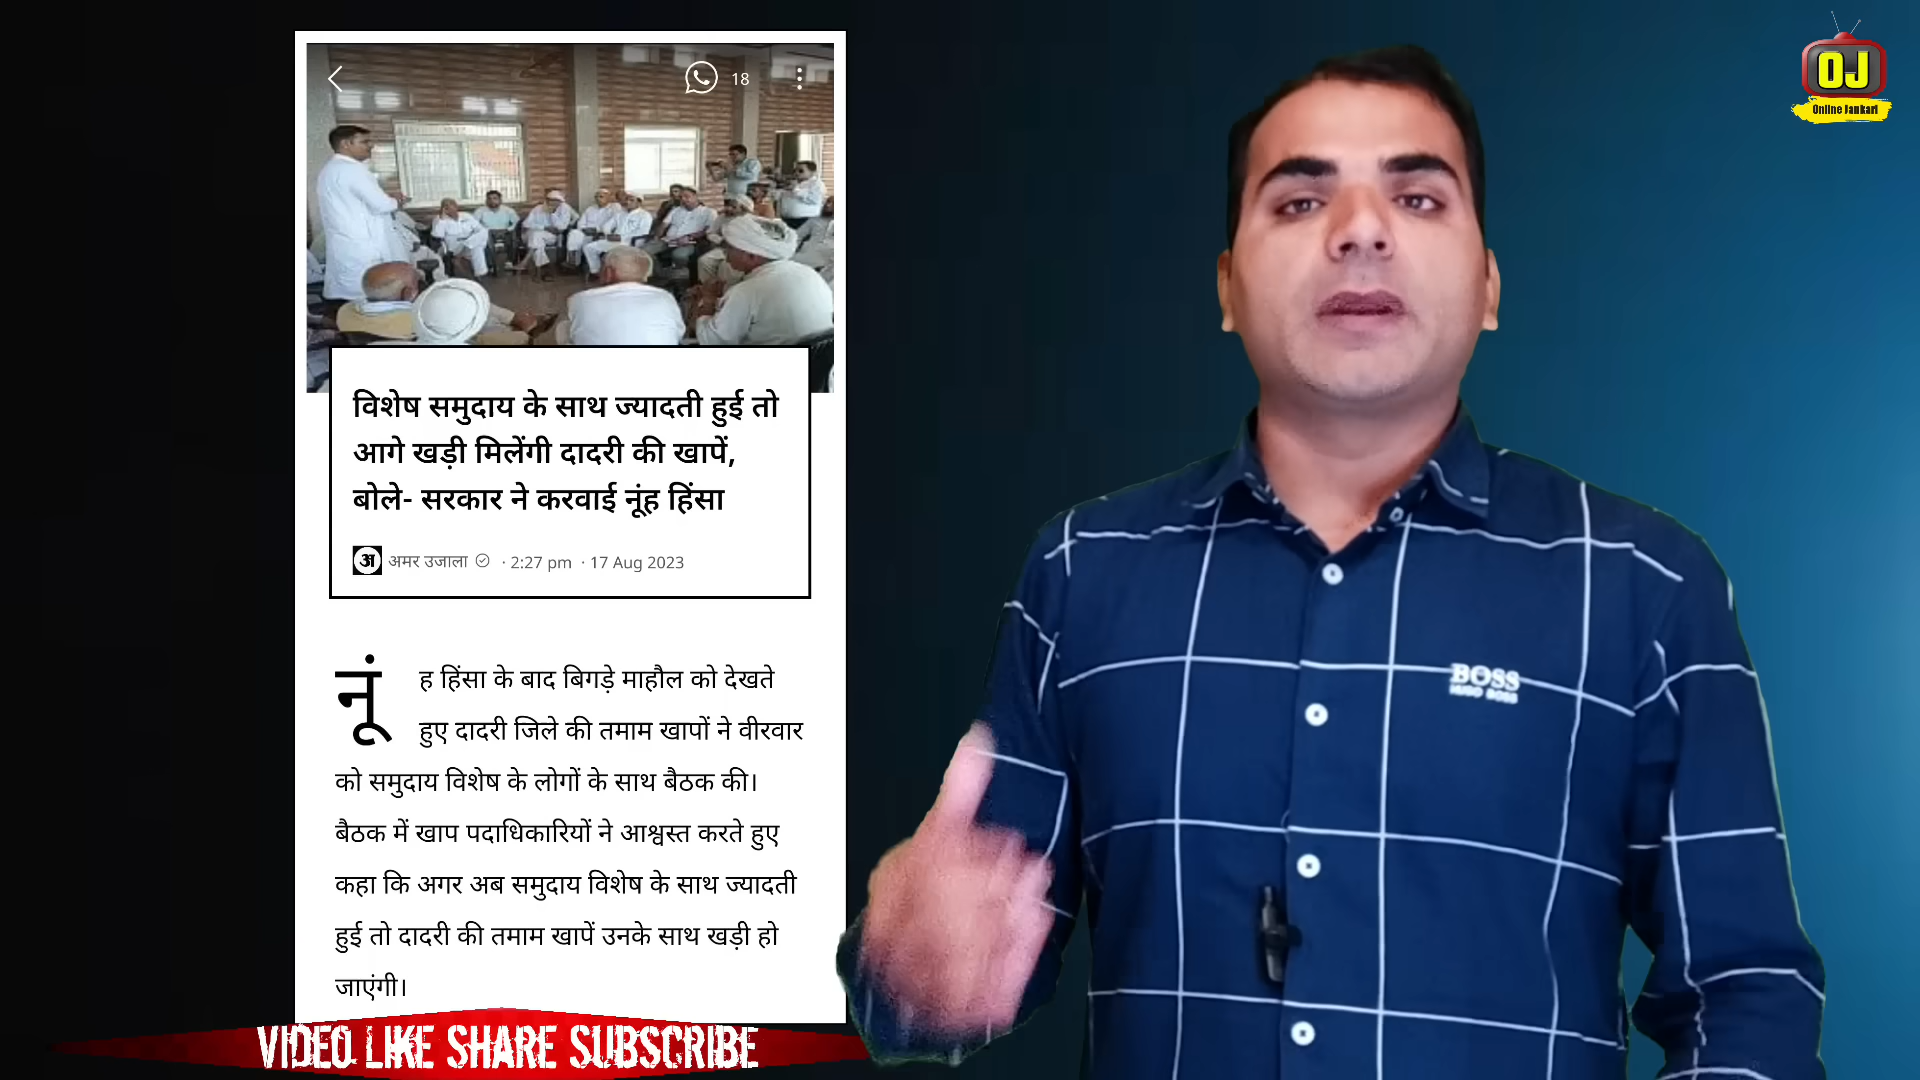 18
विशेष समुदाय के साथ ज्यादती हुई तो
आगे खड़ी मिलेंगी दादरी की खापें,
बोले- सरकार ने करवाई नूंह हिंसा
अ अमर उजाला · 2:27 pm · 17 Aug 2023
नूंह हिंसा के बाद बिगड़े माहौल को देखते
हुए दादरी जिले की तमाम खापों ने वीरवार
को समुदाय विशेष के लोगों के साथ बैठक की।
बैठक में खाप पदाधिकारियों ने आश्वस्त करते हुए
कहा कि अगर अब समुदाय विशेष के साथ ज्यादती
हुई तो दादरी की तमाम खापें उनके साथ खड़ी हो
जाएंगी।
VIDEO LIKE SHARE SUBSCRIBE
OJ
Online Jankari
BOSS
HUGO BOSS